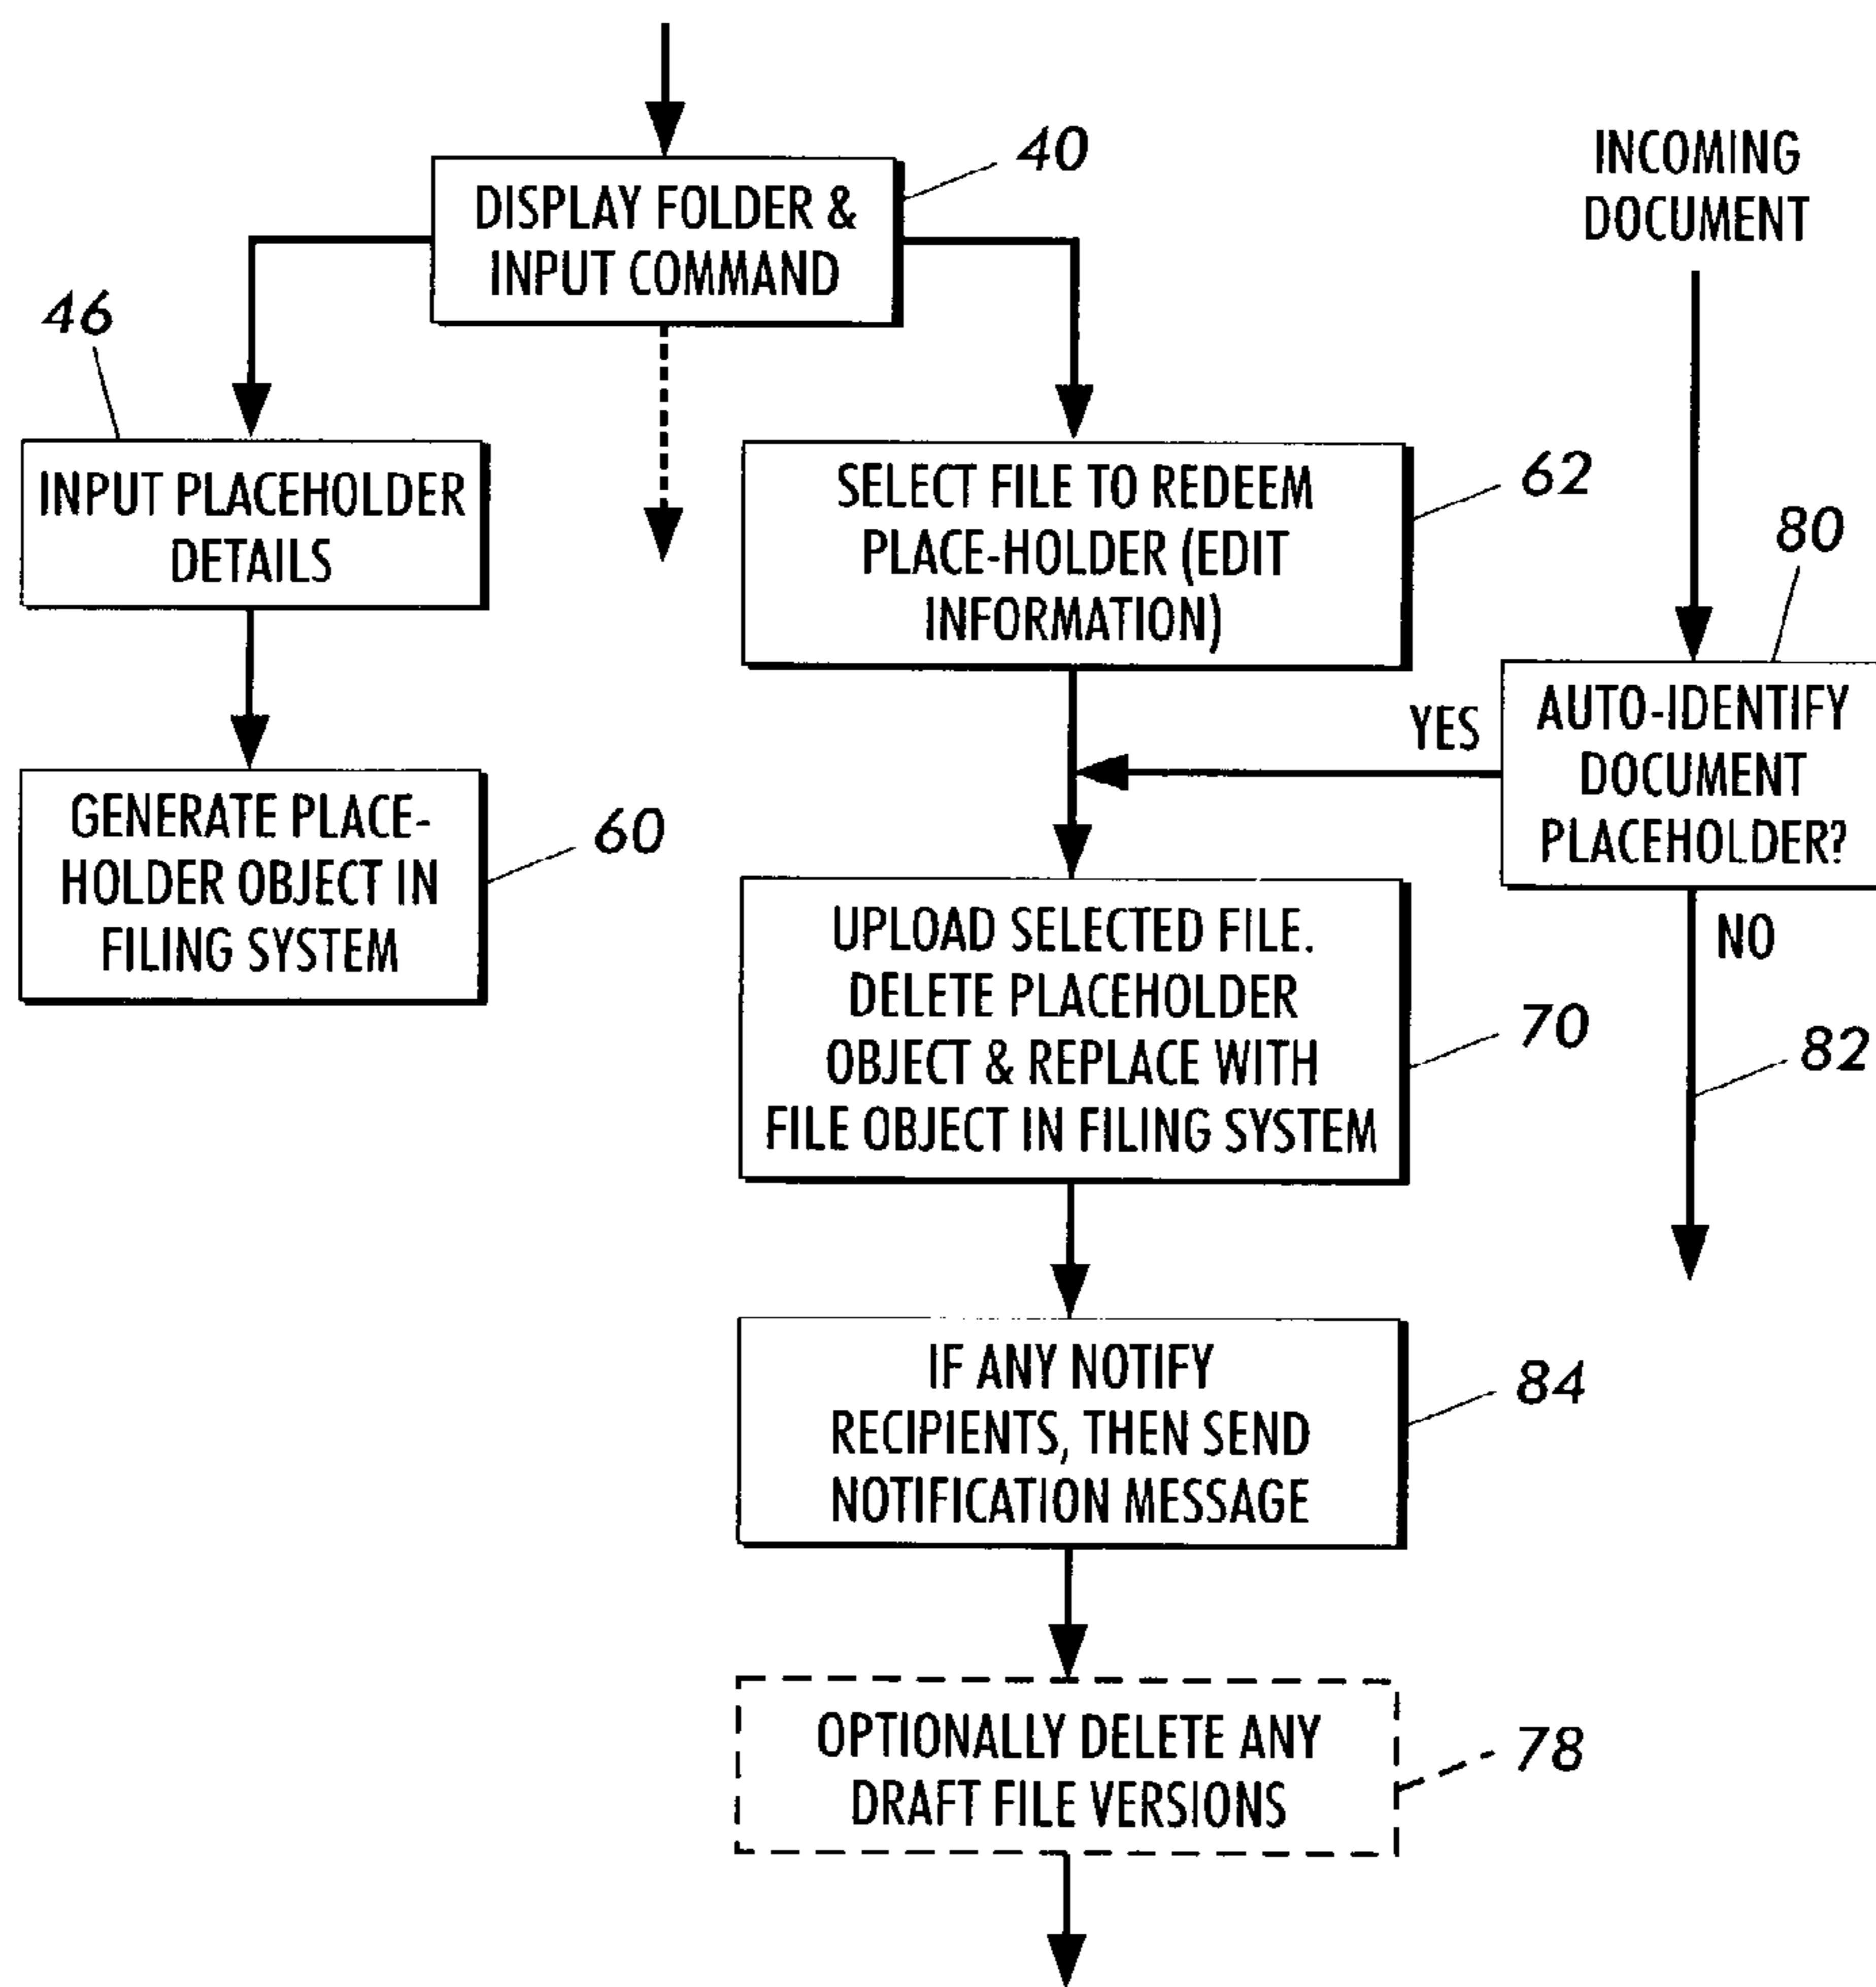 40
DISPLAY FOLDER &
INPUT COMMAND
INCOMING
DOCUMENT
46
INPUT PLACEHOLDER
DETAILS
SELECT FILE TO REDEEM
PLACE-HOLDER (EDIT
INFORMATION)
62
80
AUTO-IDENTIFY
DOCUMENT
PLACEHOLDER?
YES
NO
GENERATE PLACE-
HOLDER OBJECT IN
FILING SYSTEM
60
UPLOAD SELECTED FILE.
DELETE PLACEHOLDER
OBJECT & REPLACE WITH
FILE OBJECT IN FILING SYSTEM
70
82
IF ANY NOTIFY
RECIPIENTS, THEN SEND
NOTIFICATION MESSAGE
84
OPTIONALLY DELETE ANY
DRAFT FILE VERSIONS
78